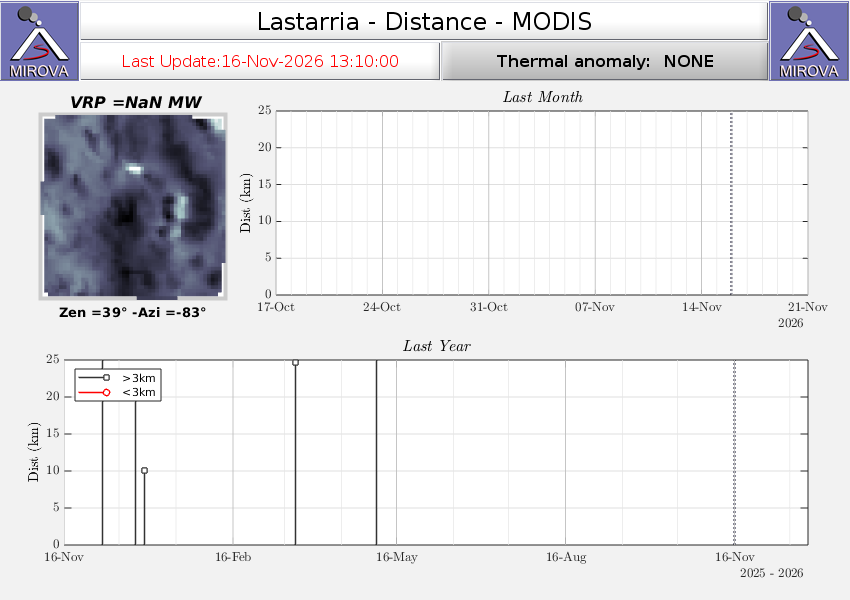 Lastarria - Distance - MODIS
MIROVA
Last Update:16-Nov-2026 13:10:00
Thermal anomaly: NONE
MIROVA
VRP =NaN MW
Zen =39° -Azi =-83°
Last Month
25
20
15
10
5
0
Dist (km)
17-Oct 24-Oct 31-Oct 07-Nov 14-Nov 21-Nov
2026
Last Year
25
20
15
10
5
0
Dist (km)
>3km
<3km
16-Nov 16-Feb 16-May 16-Aug 16-Nov
2025 - 2026